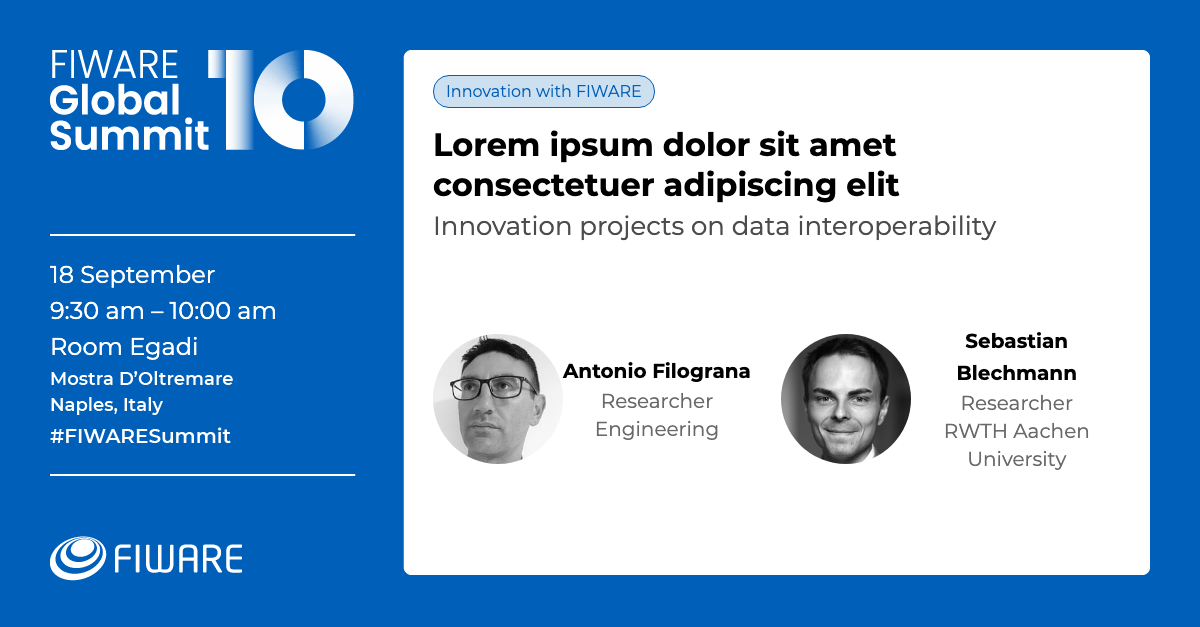 FIWARE
Global
Summit
10
18 September
9:30 am – 10:00 am
Room Egadi
Mostra D’Oltremare
Naples, Italy
#FIWARESummit
FIWARE
Innovation with FIWARE
Lorem ipsum dolor sit amet
consectetuer adipiscing elit
Innovation projects on data interoperability
Antonio Filograna
Researcher
Engineering
Sebastian
Blechmann
Researcher
RWTH Aachen
University